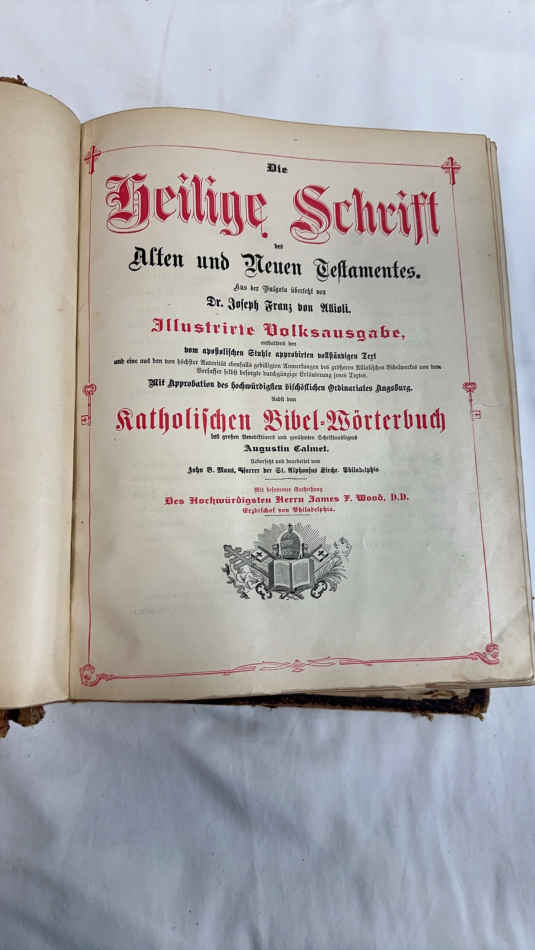 Die
Heilige Schrift
des
Alten und Neuen Testamentes.
Aus der Vulgata übersetzt von
Dr. Joseph Franz von Allioli.
Illustrirte Volksausgabe,
enthaltend den
vom apostolischen Stuhle approbirten vollständigen Text
und eine aus den von höchster Autorität ebenfalls gebilligten Anmerkungen des größeren Allioli'schen Bibelwerkes von dem
Verfasser selbst besorgte durchgängige Erläuterung jenes Textes.
Mit Approbation des hochwürdigsten bischöflichen Ordinariates Augsburg.
Nebst dem
Katholischen Bibel-Wörterbuch
des großen Benediktiners und berühmten Schriftauslegers
Augustin Calmet.
Uebersetzt und bearbeitet von
John B. Maus, Pfarrer der St. Alphonsus Kirche, Philadelphia.
Mit besonderer Gutheißung
Des Hochwürdigsten Herrn James F. Wood, D.D.
Erzbischof von Philadelphia.